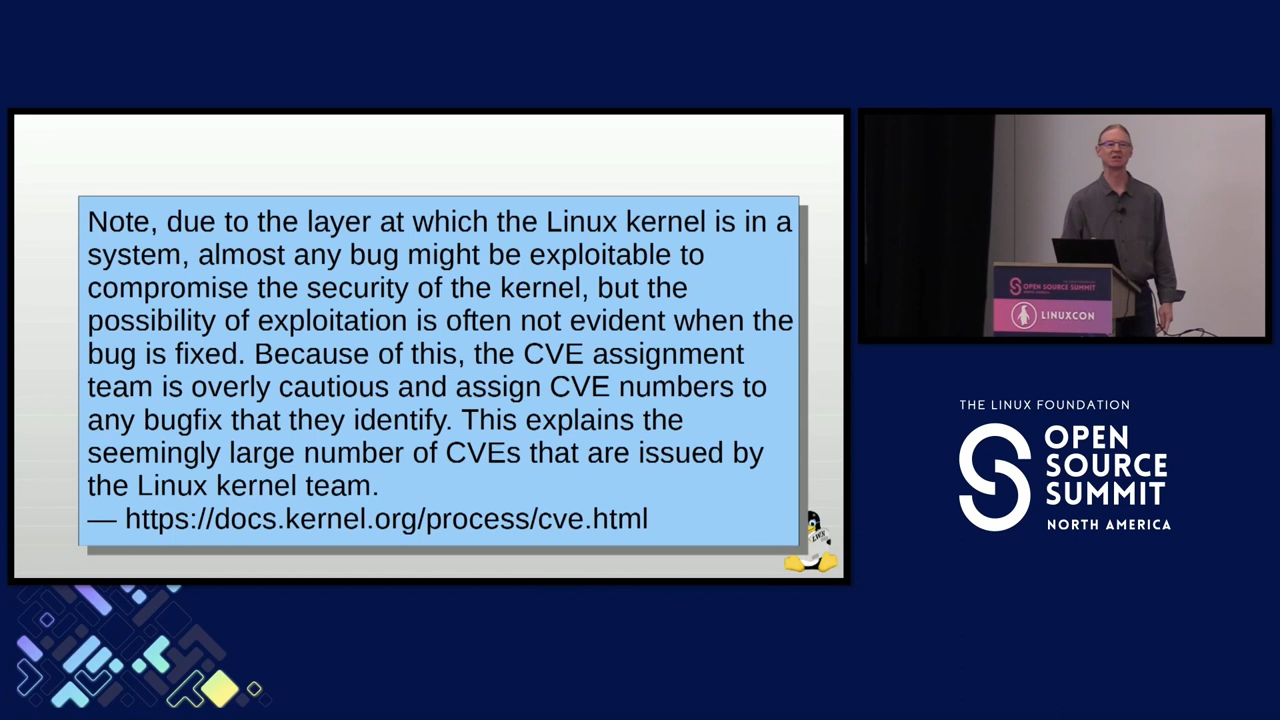 Note, due to the layer at which the Linux kernel is in a
system, almost any bug might be exploitable to
compromise the security of the kernel, but the
possibility of exploitation is often not evident when the
bug is fixed. Because of this, the CVE assignment
team is overly cautious and assign CVE numbers to
any bugfix that they identify. This explains the
seemingly large number of CVEs that are issued by
the Linux kernel team.
— https://docs.kernel.org/process/cve.html
LWN
OPEN SOURCE SUMMIT
LINUXCON
THE LINUX FOUNDATION
OPEN
SOURCE
SUMMIT
NORTH AMERICA